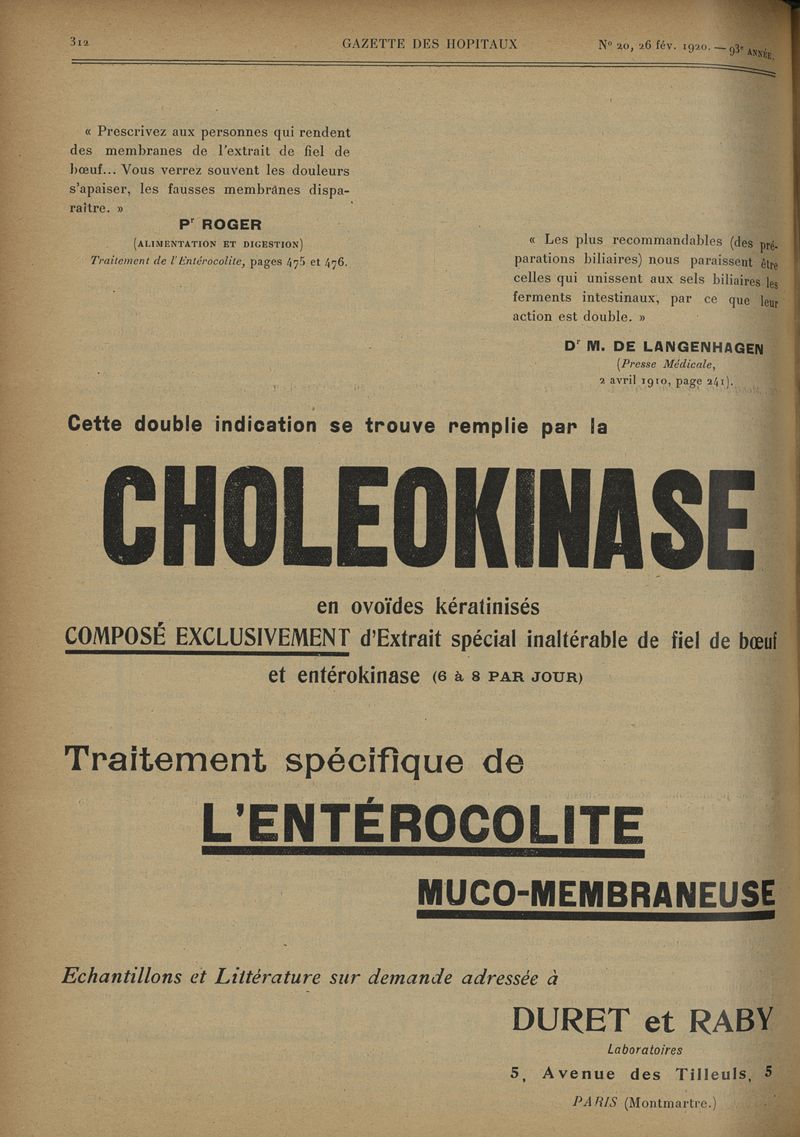 312
GAZETTE DES HOPITAUX
N° 20, 26 fév. 1920. — 93e ANNÉE.
« Prescrivez aux personnes qui rendent
des membranes de l'extrait de fiel de
bœuf... Vous verrez souvent les douleurs
s'apaiser, les fausses membranes dispa-
raître. »
Pr ROGER
(ALIMENTATION ET DIGESTION)
Traitement de l'Entérocolite, pages 475 et 476.
« Les plus recommandables (des pré-
parations biliaires) nous paraissent être
celles qui unissent aux sels biliaires les
ferments intestinaux, par ce que leur
action est double. »
Dr M. DE LANGENHAGEN
(Presse Médicale,
2 avril 1910, page 241).
Cette double indication se trouve remplie par la
CHOLEOKINASE
en ovoïdes kératinisés
COMPOSÉ EXCLUSIVEMENT d'Extrait spécial inaltérable de fiel de bœuf
et entérokinase (6 à 8 PAR JOUR)
Traitement spécifique de
L'ENTÉROCOLITE
MUCO-MEMBRANEUSE
Echantillons et Littérature sur demande adressée à
DURET et RABY
Laboratoires
5, Avenue des Tilleuls, 5
PARIS (Montmartre.)